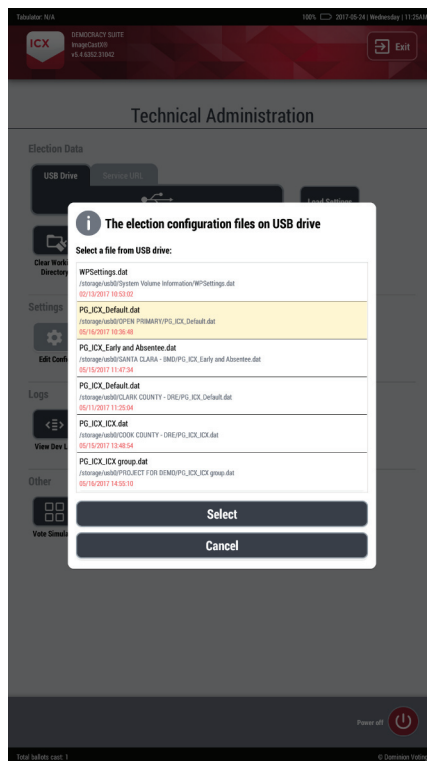 Tabulator: N/A
100% 2017-05-24 | Wednesday | 11:25AM
ICX
DEMOCRACY SUITE
ImageCastX®
v5.4.6352.31042
Exit
Technical Administration
Election Data
USB Drive
Service URL
Load Settings
Clear Worki
Directory
Settings
Edit Confi
Logs
View Dev L
Other
Vote Simula
The election configuration files on USB drive
Select a file from USB drive:
WPSettings.dat
/storage/usb0/System Volume Information/WPSettings.dat
02/13/2017 10:53:02
PG_ICX_Default.dat
/storage/usb0/OPEN PRIMARY/PG_ICX_Default.dat
05/16/2017 10:36:48
PG_ICX_Early and Absentee.dat
/storage/usb0/SANTA CLARA - BMD/PG_ICX_Early and Absentee.dat
05/15/2017 11:47:34
PG_ICX_Default.dat
/storage/usb0/CLARK COUNTY - DRE/PG_ICX_Default.dat
05/11/2017 11:25:04
PG_ICX_ICX.dat
/storage/usb0/COOK COUNTY - DRE/PG_ICX_ICX.dat
05/15/2017 13:48:54
PG_ICX_ICX group.dat
/storage/usb0/PROJECT FOR DEMO/PG_ICX_ICX group.dat
05/16/2017 14:55:10
Select
Cancel
Power off
Total ballots cast: 1
© Dominion Voting